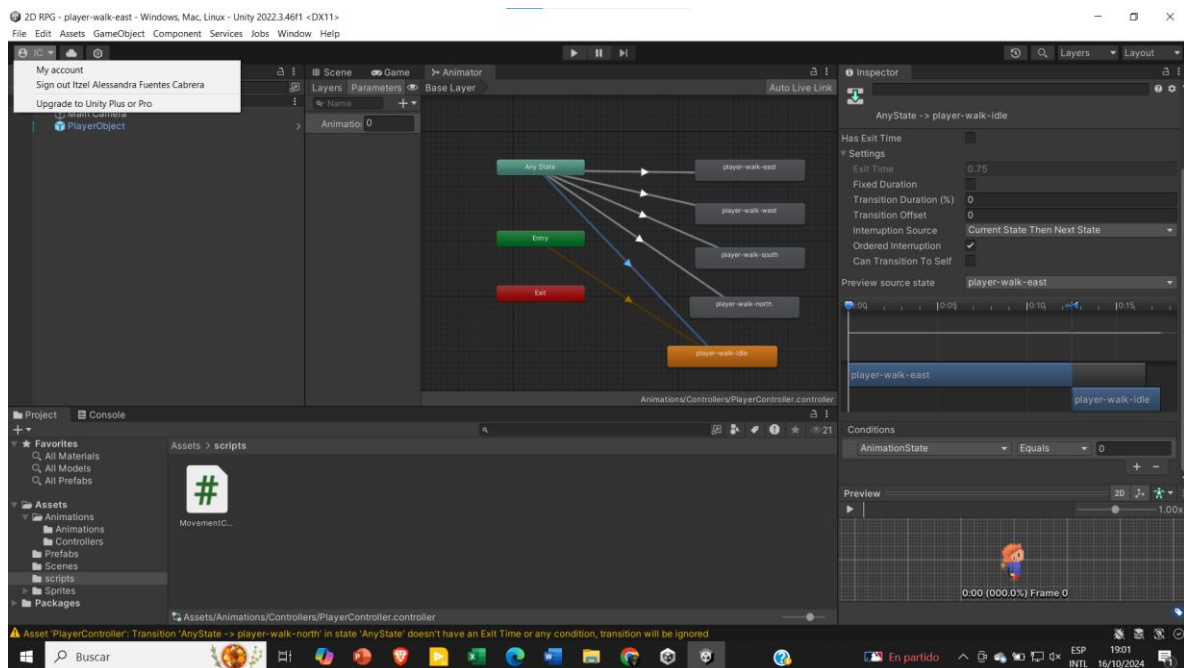 2D RPG - player-walk-east - Windows, Mac, Linux - Unity 2022.3.46f1 <DX11>
File Edit Assets GameObject Component Services Jobs Window Help
IC
Layers Layout
My account
Sign out Itzel Alessandra Fuentes Cabrera
Upgrade to Unity Plus or Pro
Main Camera
PlayerObject
Scene Game Animator
Layers Parameters Base Layer Auto Live Link
Name
Animatio 0
Any State
Entry
Exit
player-walk-east
player-walk-west
player-walk-south
player-walk-north
player-walk-idle
Animations/Controllers/PlayerController.controller
Inspector
AnyState -> player-walk-idle
Has Exit Time
Settings
Exit Time 0.75
Fixed Duration
Transition Duration (%) 0
Transition Offset 0
Interruption Source Current State Then Next State
Ordered Interruption
Can Transition To Self
Preview source state player-walk-east
0:00 0:05 0:10 0:15
player-walk-east
player-walk-idle
Conditions
AnimationState Equals 0
+ -
Preview 2D
1.00x
0:00 (000.0%) Frame 0
Project Console
21
Favorites
All Materials
All Models
All Prefabs
Assets
Animations
Animations
Controllers
Prefabs
Scenes
scripts
Sprites
Packages
Assets > scripts
#
MovementC...
Assets/Animations/Controllers/PlayerController.controller
Asset 'PlayerController': Transition 'AnyState -> player-walk-north' in state 'AnyState' doesn't have an Exit Time or any condition, transition will be ignored
Buscar
En partido
ESP
INTL
19:01
16/10/2024